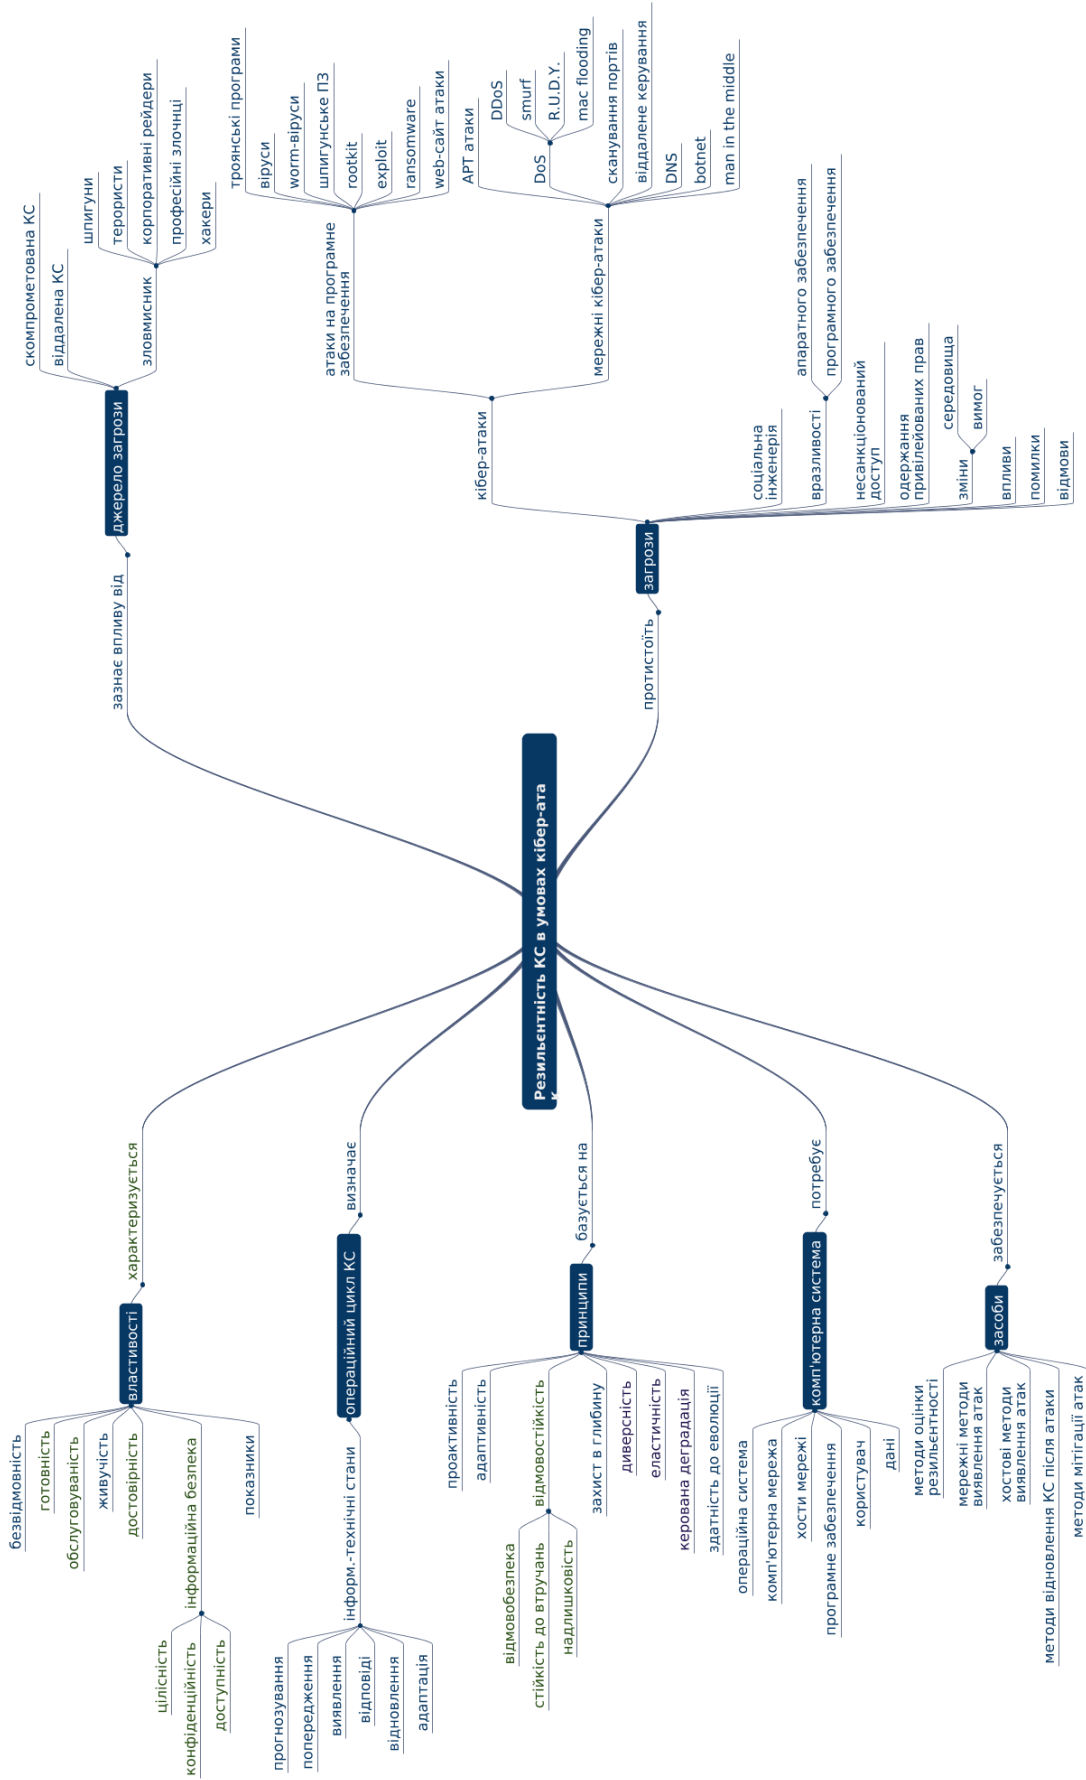 Резильєнтність КС в умовах кібер-ата
к
характеризується
властивості
безвідмовність
готовність
обслуговуваність
живучість
достовірність
інформаційна безпека
цілісність
конфіденційність
доступність
показники
визначає
операційний цикл КС
інформ.-технічні стани
прогнозування
попередження
виявлення
відповіді
відновлення
адаптація
базується на
принципи
проактивність
адаптивність
відмовостійкість
відмовобезпека
стійкість до втручань
надлишковість
захист в глибину
диверсність
еластичність
керована деградація
здатність до еволюції
потребує
комп'ютерна система
операційна система
комп'ютерна мережа
хости мережі
програмне забезпечення
користувач
дані
забезпечується
засоби
методи оцінки
резильєнтності
мережні методи
виявлення атак
хостові методи
виявлення атак
методи відновлення КС після атаки
методи мітігації атак
зазнає впливу від
джерело загрози
скомпрометована КС
віддалена КС
зловмисник
шпигуни
терористи
корпоративні рейдери
професійні злочнці
хакери
протистоїть
загрози
кібер-атаки
атаки на програмне
забезпечення
троянські програми
віруси
worm-віруси
шпигунське ПЗ
rootkit
exploit
ransomware
web-сайт атаки
мережні кібер-атаки
APT атаки
DoS
DDoS
smurf
R.U.D.Y.
mac flooding
сканування портів
віддалене керування
DNS
botnet
man in the middle
соціальна
інженерія
вразливості
апаратного забезпечення
програмного забезпечення
несанкціонований
доступ
одержання
привілейованих прав
зміни
середовища
вимог
впливи
помилки
відмови